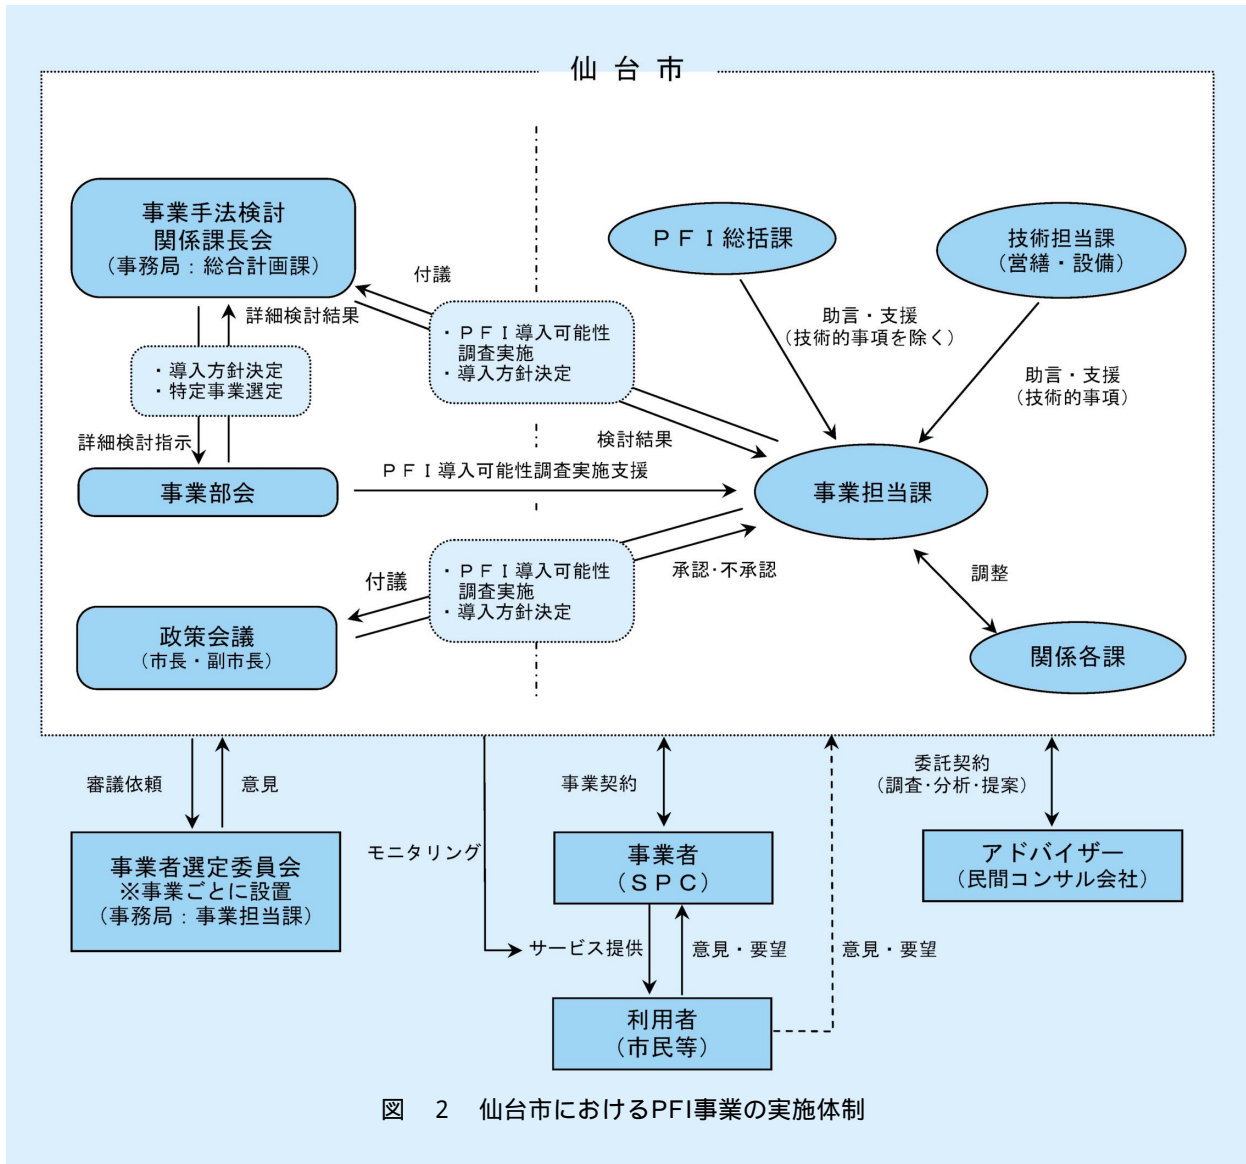 仙台市
事業手法検討
関係課長会
（事務局：総合計画課）
ＰＦＩ総括課
技術担当課
（営繕・設備）
付議
詳細検討結果
・ＰＦＩ導入可能性
調査実施
・導入方針決定
助言・支援
（技術的事項を除く）
助言・支援
（技術的事項）
・導入方針決定
・特定事業選定
詳細検討指示
検討結果
事業部会
ＰＦＩ導入可能性調査実施支援
事業担当課
付議
・ＰＦＩ導入可能性
調査実施
・導入方針決定
承認・不承認
調整
政策会議
（市長・副市長）
関係各課
審議依頼
意見
事業契約
委託契約
（調査・分析・提案）
モニタリング
事業者選定委員会
※事業ごとに設置
（事務局：事業担当課）
事業者
（ＳＰＣ）
アドバイザー
（民間コンサル会社）
サービス提供
意見・要望
意見・要望
利用者
（市民等）
図　2　仙台市におけるPFI事業の実施体制